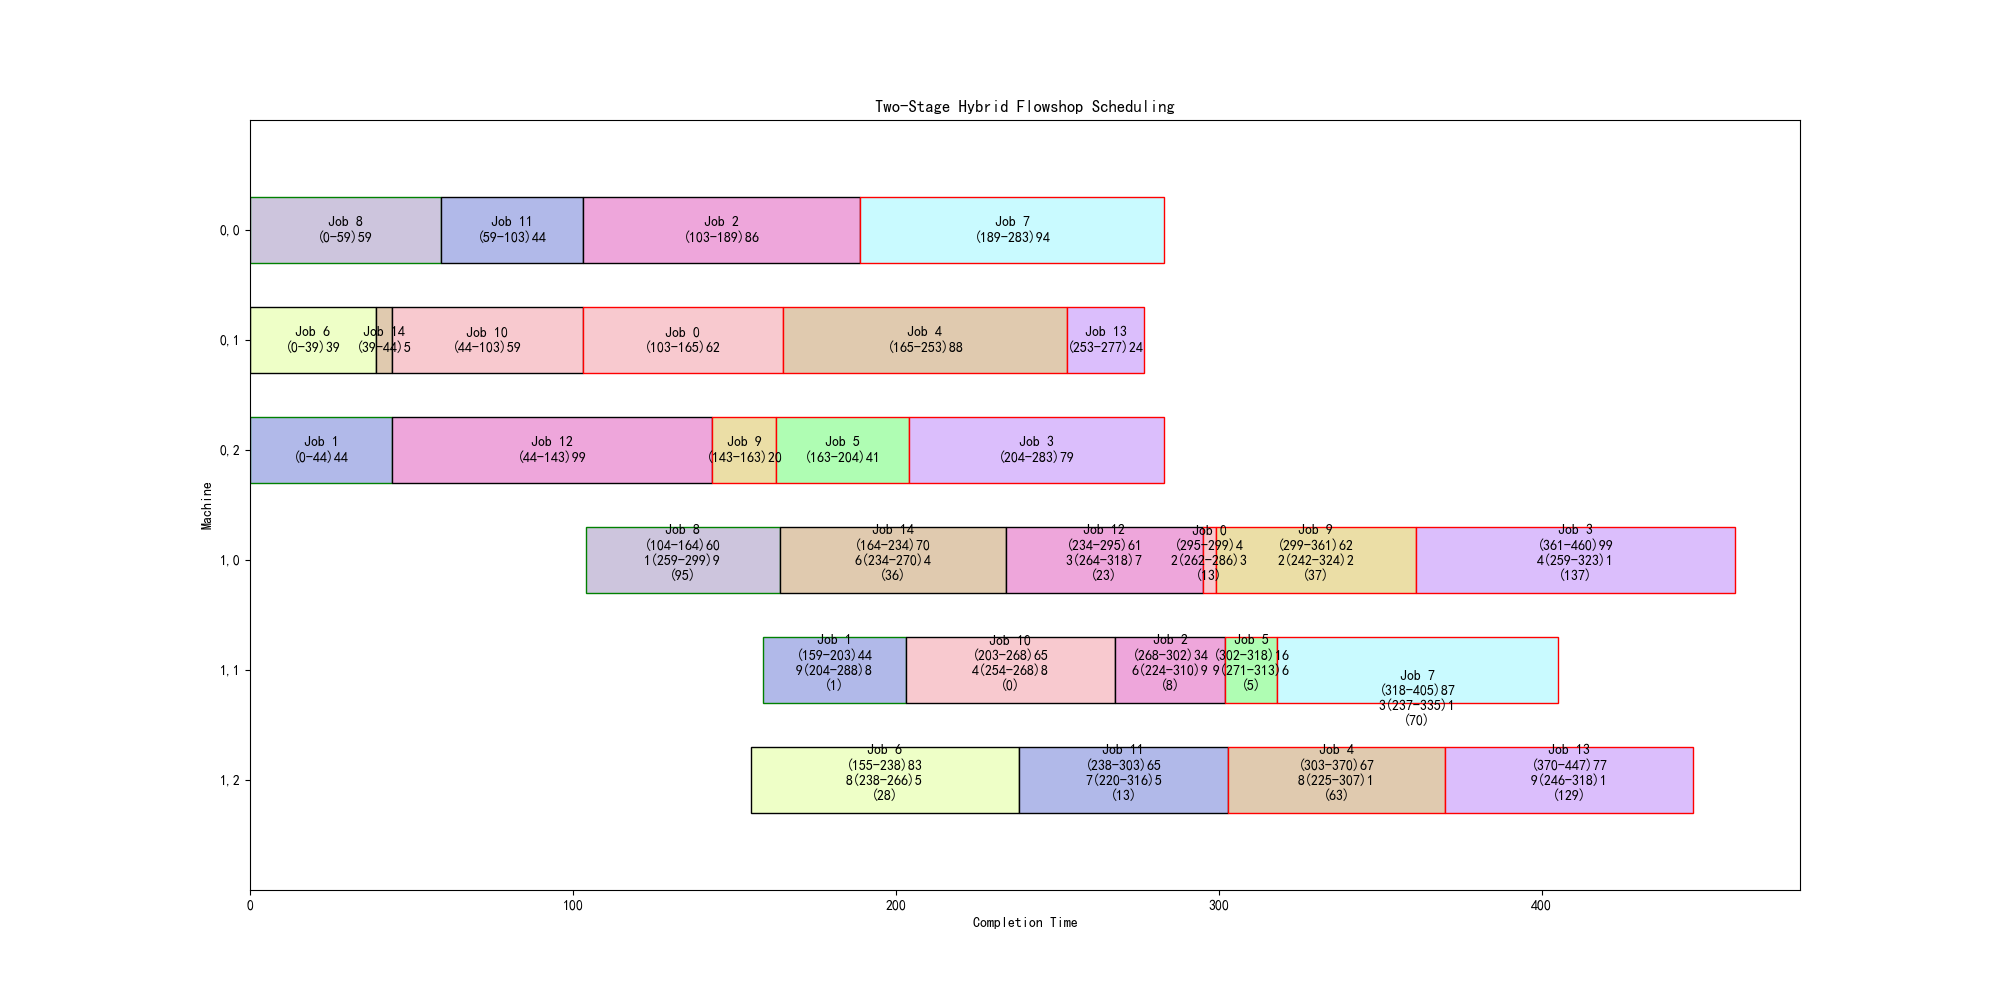 Two-Stage Hybrid Flowshop Scheduling
Machine
0,0
Job 8
(0-59)59
Job 11
(59-103)44
Job 2
(103-189)86
Job 7
(189-283)94
0,1
Job 6
(0-39)39
Job 14
(39-44)5
Job 10
(44-103)59
Job 0
(103-165)62
Job 4
(165-253)88
Job 13
(253-277)24
0,2
Job 1
(0-44)44
Job 12
(44-143)99
Job 9
(143-163)20
Job 5
(163-204)41
Job 3
(204-283)79
1,0
Job 8
(104-164)60
1(259-299)9
(95)
Job 14
(164-234)70
6(234-270)4
(36)
Job 12
(234-295)61
3(264-318)7
(23)
Job 0
(295-299)4
2(262-286)3
(13)
Job 9
(299-361)62
2(242-324)2
(37)
Job 3
(361-460)99
4(259-323)1
(137)
1,1
Job 1
(159-203)44
9(204-288)8
(1)
Job 10
(203-268)65
4(254-268)8
(0)
Job 2
(268-302)34
6(224-310)9
(8)
Job 5
(302-318)16
9(271-313)6
(5)
Job 7
(318-405)87
3(237-335)1
(70)
1,2
Job 6
(155-238)83
8(238-266)5
(28)
Job 11
(238-303)65
7(220-316)5
(13)
Job 4
(303-370)67
8(225-307)1
(63)
Job 13
(370-447)77
9(246-318)1
(129)
0
100
200
300
400
Completion Time